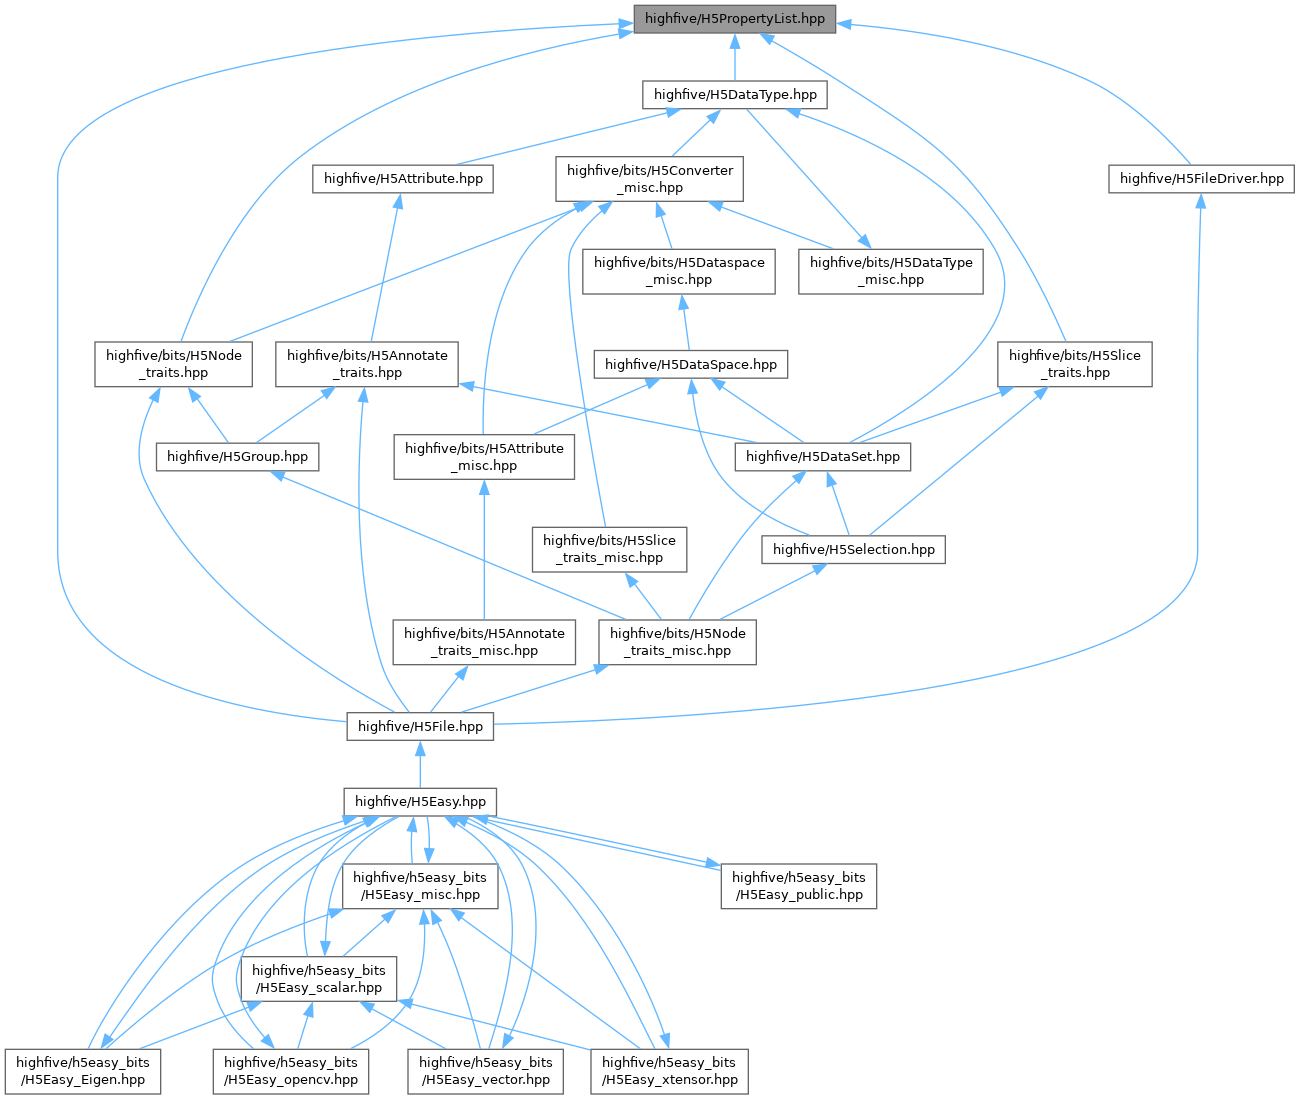 highfive/H5PropertyList.hpp
highfive/H5DataType.hpp
highfive/H5Attribute.hpp
highfive/bits/H5Converter
_misc.hpp
highfive/H5FileDriver.hpp
highfive/bits/H5Dataspace
_misc.hpp
highfive/bits/H5DataType
_misc.hpp
highfive/bits/H5Node
_traits.hpp
highfive/bits/H5Annotate
_traits.hpp
highfive/H5DataSpace.hpp
highfive/bits/H5Slice
_traits.hpp
highfive/H5Group.hpp
highfive/bits/H5Attribute
_misc.hpp
highfive/H5DataSet.hpp
highfive/bits/H5Slice
_traits_misc.hpp
highfive/H5Selection.hpp
highfive/bits/H5Annotate
_traits_misc.hpp
highfive/bits/H5Node
_traits_misc.hpp
highfive/H5File.hpp
highfive/H5Easy.hpp
highfive/h5easy_bits
/H5Easy_misc.hpp
highfive/h5easy_bits
/H5Easy_public.hpp
highfive/h5easy_bits
/H5Easy_scalar.hpp
highfive/h5easy_bits
/H5Easy_Eigen.hpp
highfive/h5easy_bits
/H5Easy_opencv.hpp
highfive/h5easy_bits
/H5Easy_vector.hpp
highfive/h5easy_bits
/H5Easy_xtensor.hpp